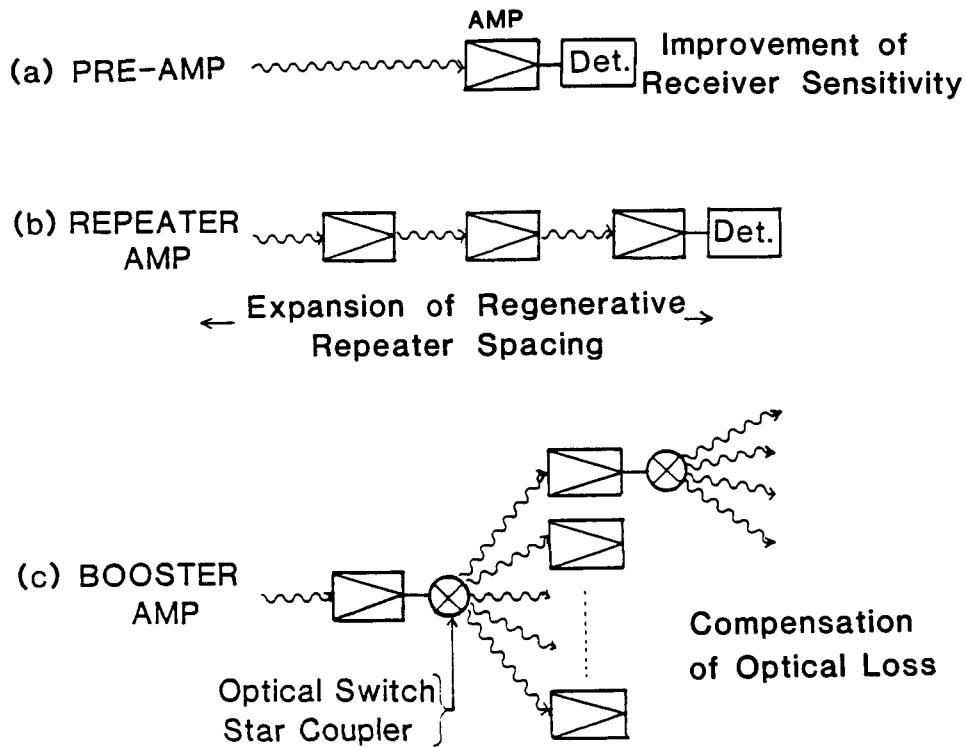 AMP
(a) PRE-AMP
Det.
Improvement of
Receiver Sensitivity
(b) REPEATER
AMP
Det.
Expansion of Regenerative
Repeater Spacing
(c) BOOSTER
AMP
Compensation
of Optical Loss
Optical Switch
Star Coupler